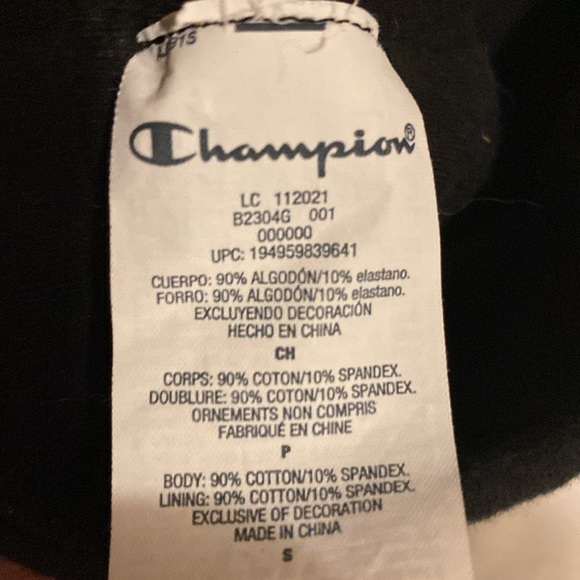 Champion®
LC 112021
B2304G 001
000000
UPC: 194959839641
CUERPO: 90% ALGODÓN/10% elastano.
FORRO: 90% ALGODÓN/10% elastano.
EXCLUYENDO DECORACIÓN
HECHO EN CHINA
CH
CORPS: 90% COTON/10% SPANDEX.
DOUBLURE: 90% COTON/10% SPANDEX.
ORNEMENTS NON COMPRIS
FABRIQUÉ EN CHINE
P
BODY: 90% COTTON/10% SPANDEX.
LINING: 90% COTTON/10% SPANDEX.
EXCLUSIVE OF DECORATION
MADE IN CHINA
S